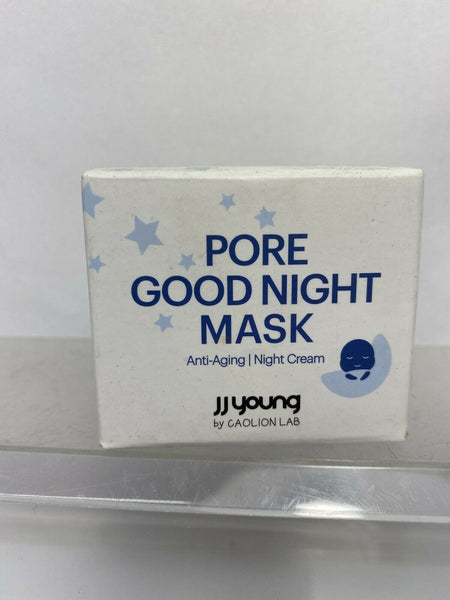 PORE
GOOD NIGHT
MASK
Anti-Aging | Night Cream
JJ young
by CAOLION LAB